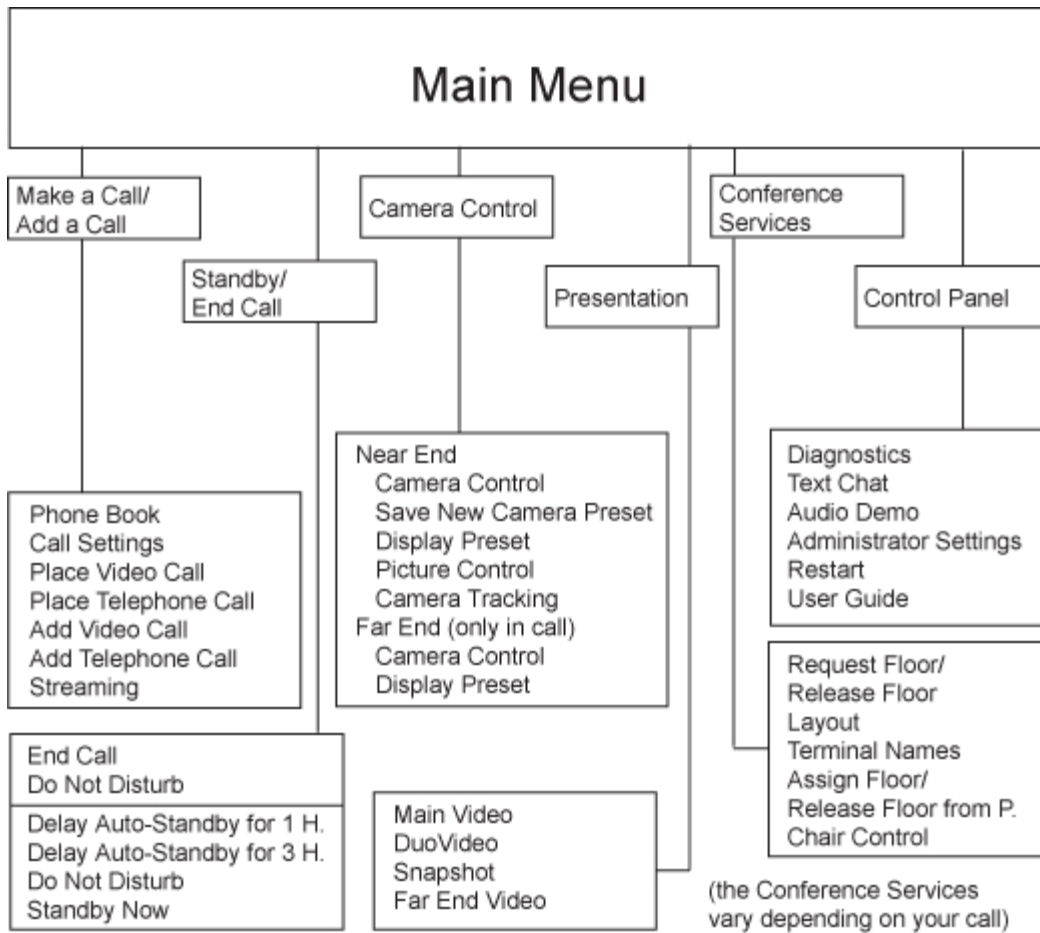 Main Menu
Make a Call/
Add a Call
Standby/
End Call
Camera Control
Presentation
Conference
Services
Control Panel
Phone Book
Call Settings
Place Video Call
Place Telephone Call
Add Video Call
Add Telephone Call
Streaming
End Call
Do Not Disturb
Delay Auto-Standby for 1 H.
Delay Auto-Standby for 3 H.
Do Not Disturb
Standby Now
Near End
Camera Control
Save New Camera Preset
Display Preset
Picture Control
Camera Tracking
Far End (only in call)
Camera Control
Display Preset
Main Video
DuoVideo
Snapshot
Far End Video
Diagnostics
Text Chat
Audio Demo
Administrator Settings
Restart
User Guide
Request Floor/
Release Floor
Layout
Terminal Names
Assign Floor/
Release Floor from P.
Chair Control
(the Conference Services
vary depending on your call)